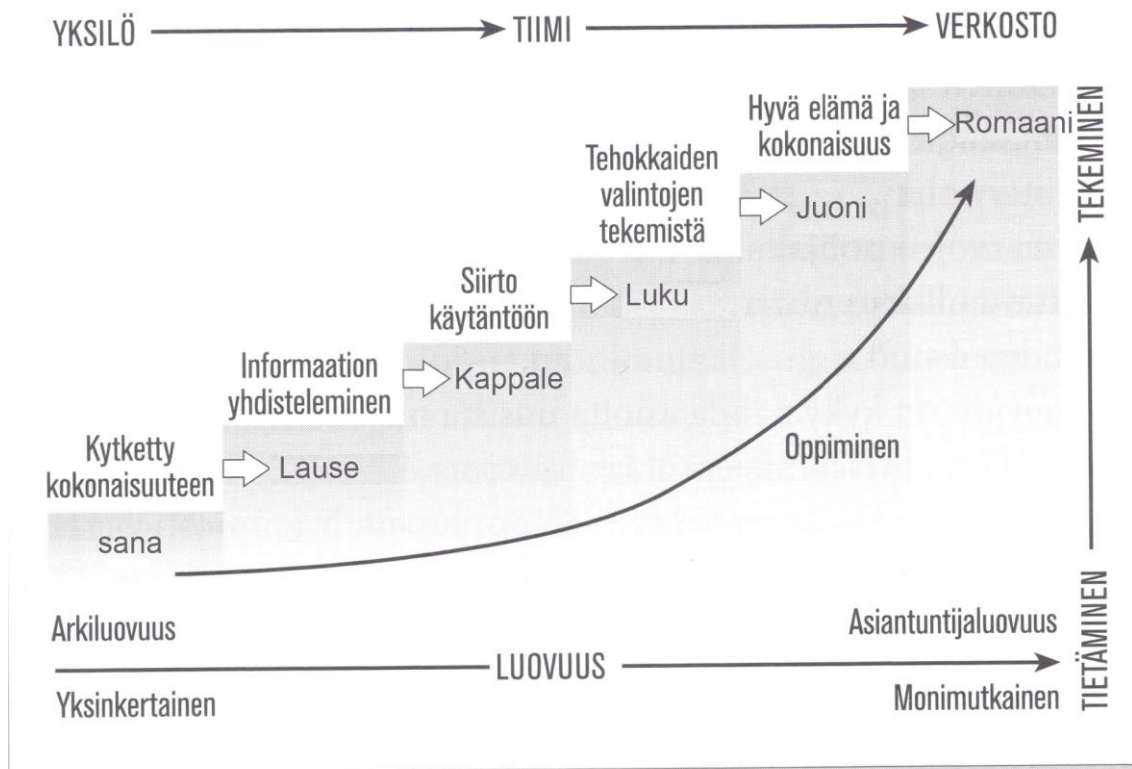 YKSILÖ TIIMI VERKOSTO
Hyvä elämä ja
kokonaisuus
Romaani
Tehokkaiden
valintojen
tekemistä
Juoni
Siirto
käytäntöön
Luku
Informaation
yhdisteleminen
Kappale
Kytketty
kokonaisuuteen
Lause
sana
Oppiminen
TEKEMINEN
TIETÄMINEN
Arkiluovuus Asiantuntijaluovuus
LUOVUUS
Yksinkertainen Monimutkainen